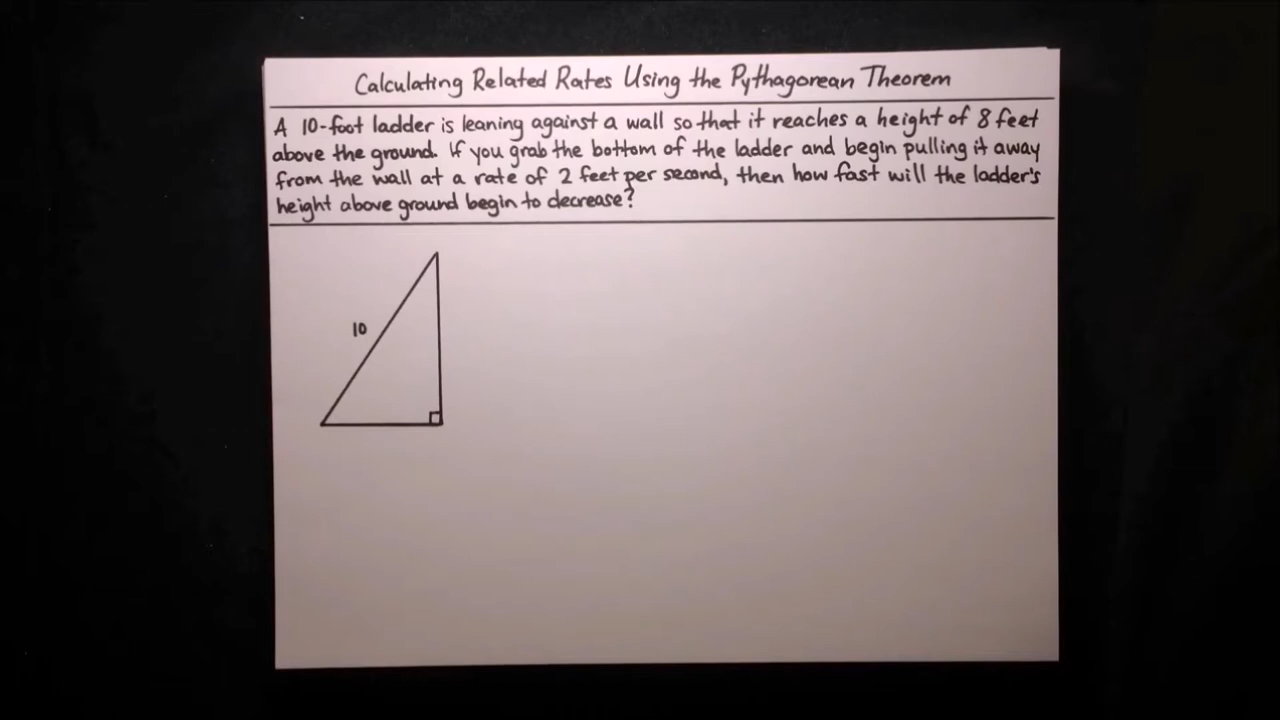 Calculating Related Rates Using the Pythagorean Theorem
A 10-foot ladder is leaning against a wall so that it reaches a height of 8 feet
above the ground. If you grab the bottom of the ladder and begin pulling it away
from the wall at a rate of 2 feet per second, then how fast will the ladder's
height above ground begin to decrease?
10